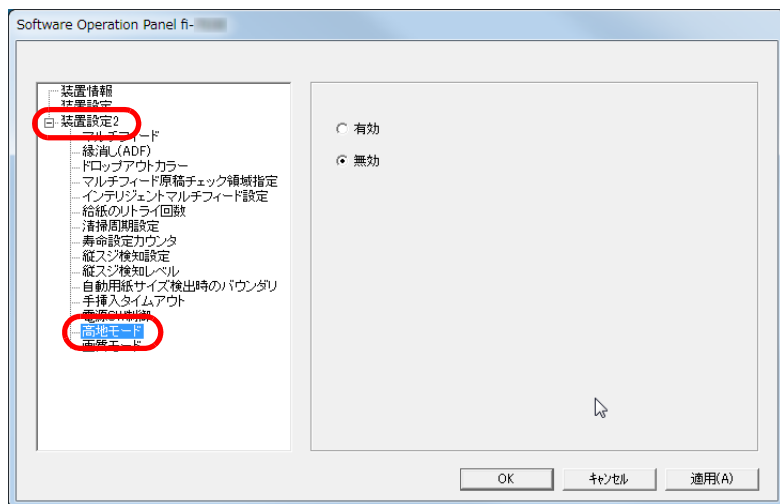 Software Operation Panel fi-
装置情報
装置設定
装置設定2
マルチフィード
縁消し(ADF)
ドロップアウトカラー
マルチフィード原稿チェック領域指定
インテリジェントマルチフィード設定
給紙のリトライ回数
清掃周期設定
寿命設定カウンタ
縦スジ検知設定
縦スジ検知レベル
自動用紙サイズ検出時のバウンダリ
手挿入タイムアウト
電源SW制御
高地モード
画質モード
有効
無効
OK
キャンセル
適用(A)